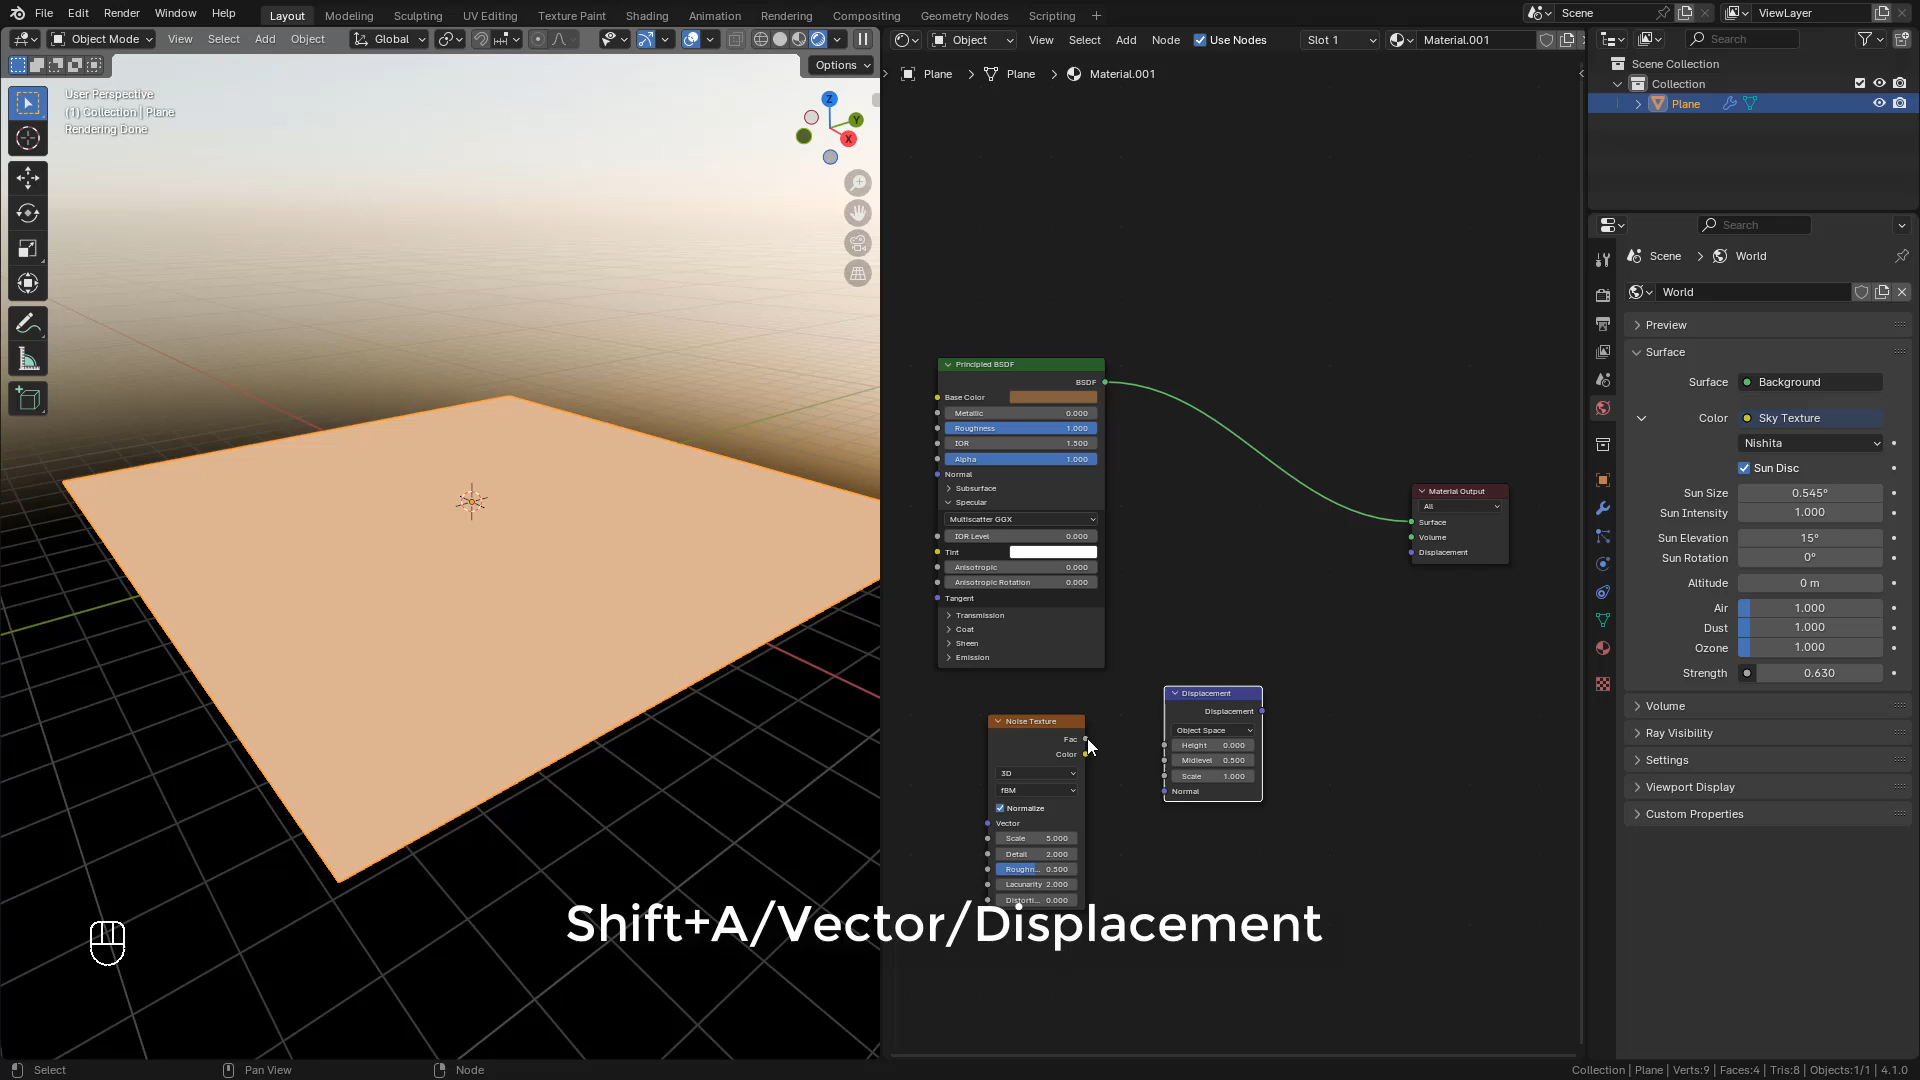 File Edit Render Window Help Layout Modeling Sculpting UV Editing Texture Paint Shading Animation Rendering Compositing Geometry Nodes Scripting Scene ViewLayer
Object Mode View Select Add Object Global
Object View Select Add Node Use Nodes Slot 1 Material.001
Search
Options
User Perspective
(1) Collection | Plane
Rendering Done
Z
Y
X
Plane Plane Material.001
Scene Collection
Collection
Plane
Principled BSDF
BSDF
Base Color
Metallic 0.000
Roughness 1.000
IOR 1.500
Alpha 1.000
Normal
Subsurface
Specular
Multiscatter GGX
IOR Level 0.000
Tint
Anisotropic 0.000
Anisotropic Rotation 0.000
Tangent
Transmission
Coat
Sheen
Emission
Material Output
All
Surface
Volume
Displacement
Noise Texture
Fac
Color
3D
fBM
Normalize
Vector
Scale 5.000
Detail 2.000
Roughn... 0.500
Lacunarity 2.000
Distorti... 0.000
Displacement
Displacement
Object Space
Height 0.000
Midlevel 0.500
Scale 1.000
Normal
Search
Scene World
World
Preview
Surface
Surface Background
Color Sky Texture
Nishita
Sun Disc
Sun Size 0.545°
Sun Intensity 1.000
Sun Elevation 15°
Sun Rotation 0°
Altitude 0 m
Air 1.000
Dust 1.000
Ozone 1.000
Strength 0.630
Volume
Ray Visibility
Settings
Viewport Display
Custom Properties
Shift+A/Vector/Displacement
Select Pan View Node Collection | Plane | Verts:9 | Faces:4 | Tris:8 | Objects:1/1 | 4.1.0